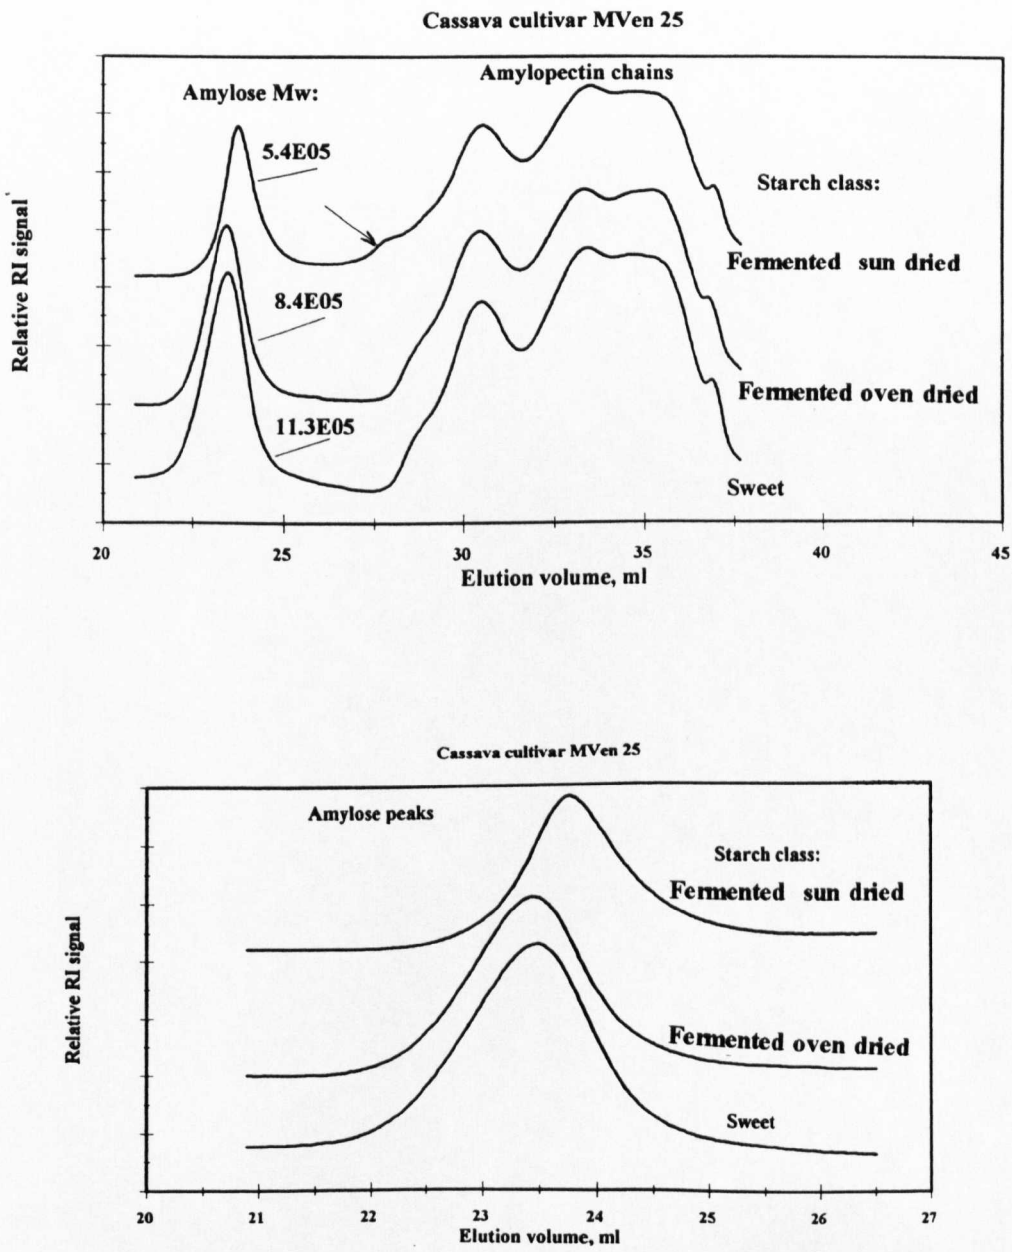 Cassava cultivar MVen 25
Amylopectin chains
Amylose Mw:
5.4E05
Starch class:
Relative RI signal
Fermented sun dried
8.4E05
Fermented oven dried
11.3E05
Sweet
20 25 30 35 40 45
Elution volume, ml
Cassava cultivar MVen 25
Amylose peaks
Starch class:
Fermented sun dried
Relative RI signal
Fermented oven dried
Sweet
20 21 22 23 24 25 26 27
Elution volume, ml